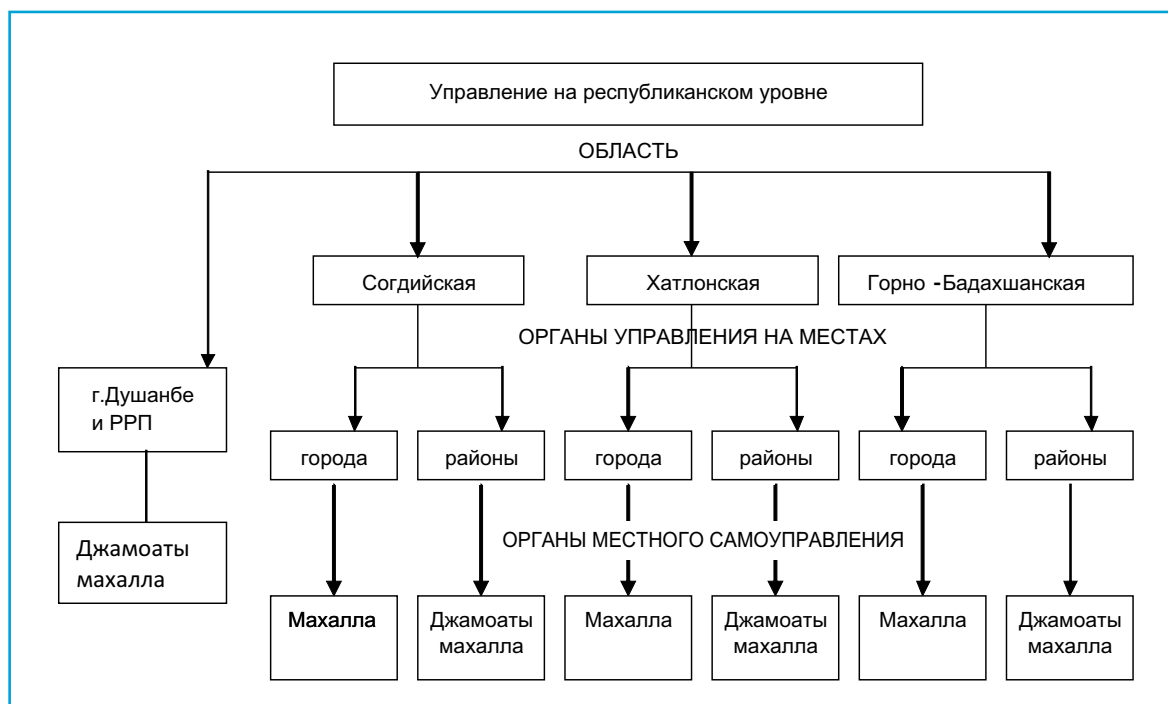 Управление на республиканском уровне
ОБЛАСТЬ
Согдийская
Хатлонская
Горно -Бадахшанская
ОРГАНЫ УПРАВЛЕНИЯ НА МЕСТАХ
г.Душанбе
и РРП
города
районы
города
районы
города
районы
ОРГАНЫ МЕСТНОГО САМОУПРАВЛЕНИЯ
Джамоаты
махалла
Махалла
Джамоаты
махалла
Махалла
Джамоаты
махалла
Махалла
Джамоаты
махалла